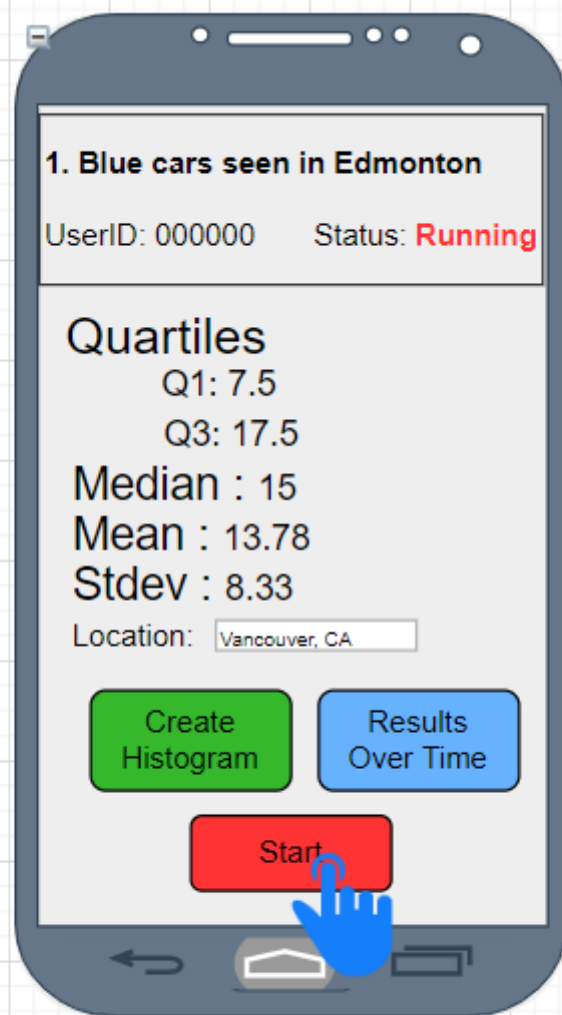 1. Blue cars seen in Edmonton
UserID: 000000 Status: Running
Quartiles
Q1: 7.5
Q3: 17.5
Median : 15
Mean : 13.78
Stdev : 8.33
Location: Vancouver, CA
Create
Histogram
Results
Over Time
Start